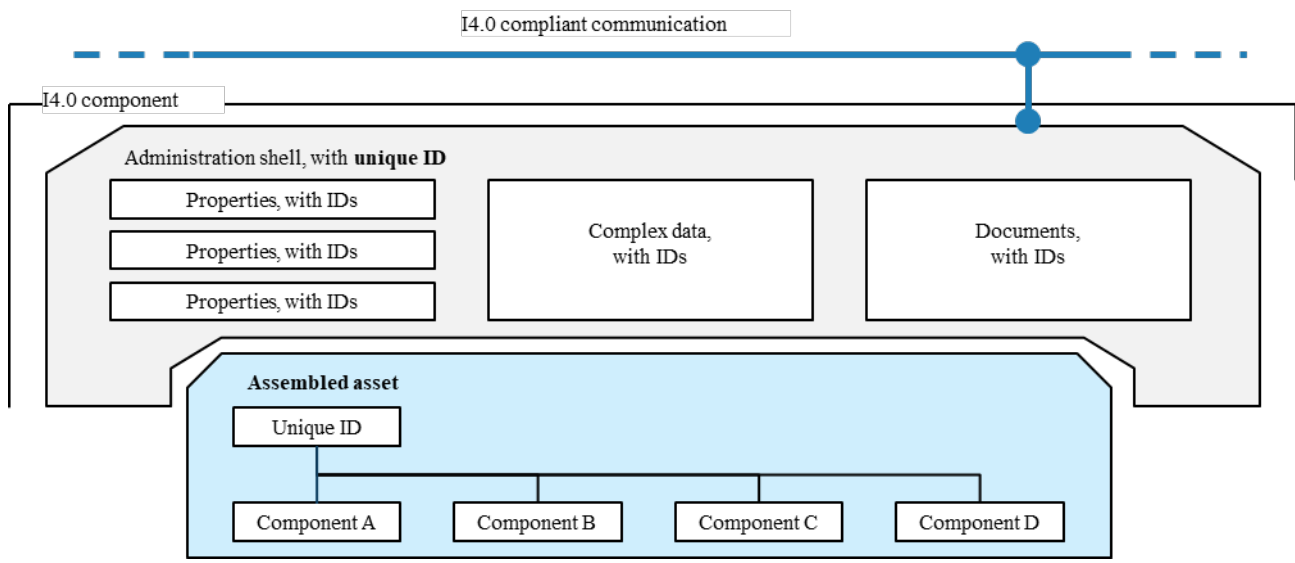 I4.0 compliant communication
I4.0 component
Administration shell, with unique ID
Properties, with IDs
Properties, with IDs
Properties, with IDs
Complex data,
with IDs
Documents,
with IDs
Assembled asset
Unique ID
Component A
Component B
Component C
Component D